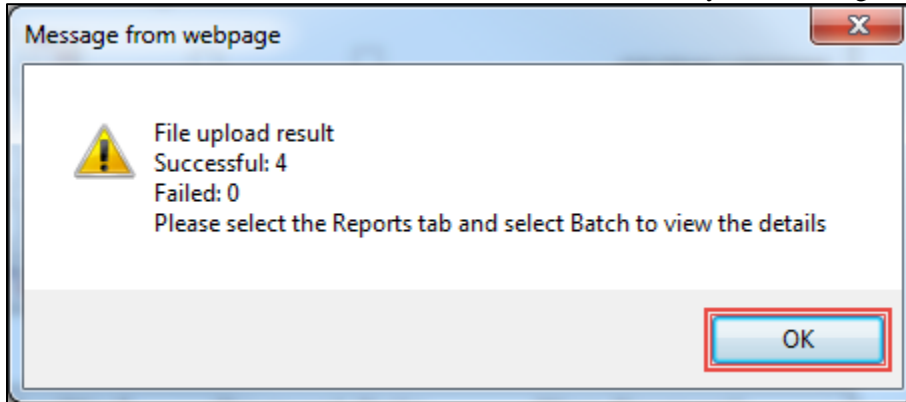 Message from webpage
File upload result
Successful: 4
Failed: 0
Please select the Reports tab and select Batch to view the details
OK